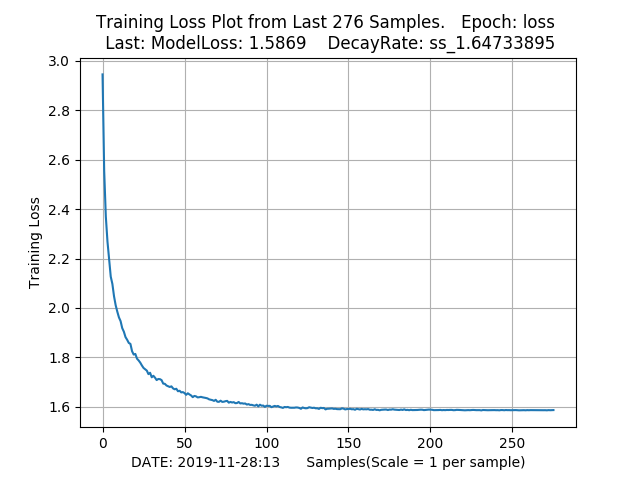 Training Loss Plot from Last 276 Samples.   Epoch: loss
Last: ModelLoss: 1.5869    DecayRate: ss_1.64733895
3.0
2.8
2.6
2.4
2.2
2.0
1.8
1.6
Training Loss
0 50 100 150 200 250
DATE: 2019-11-28:13      Samples(Scale = 1 per sample)